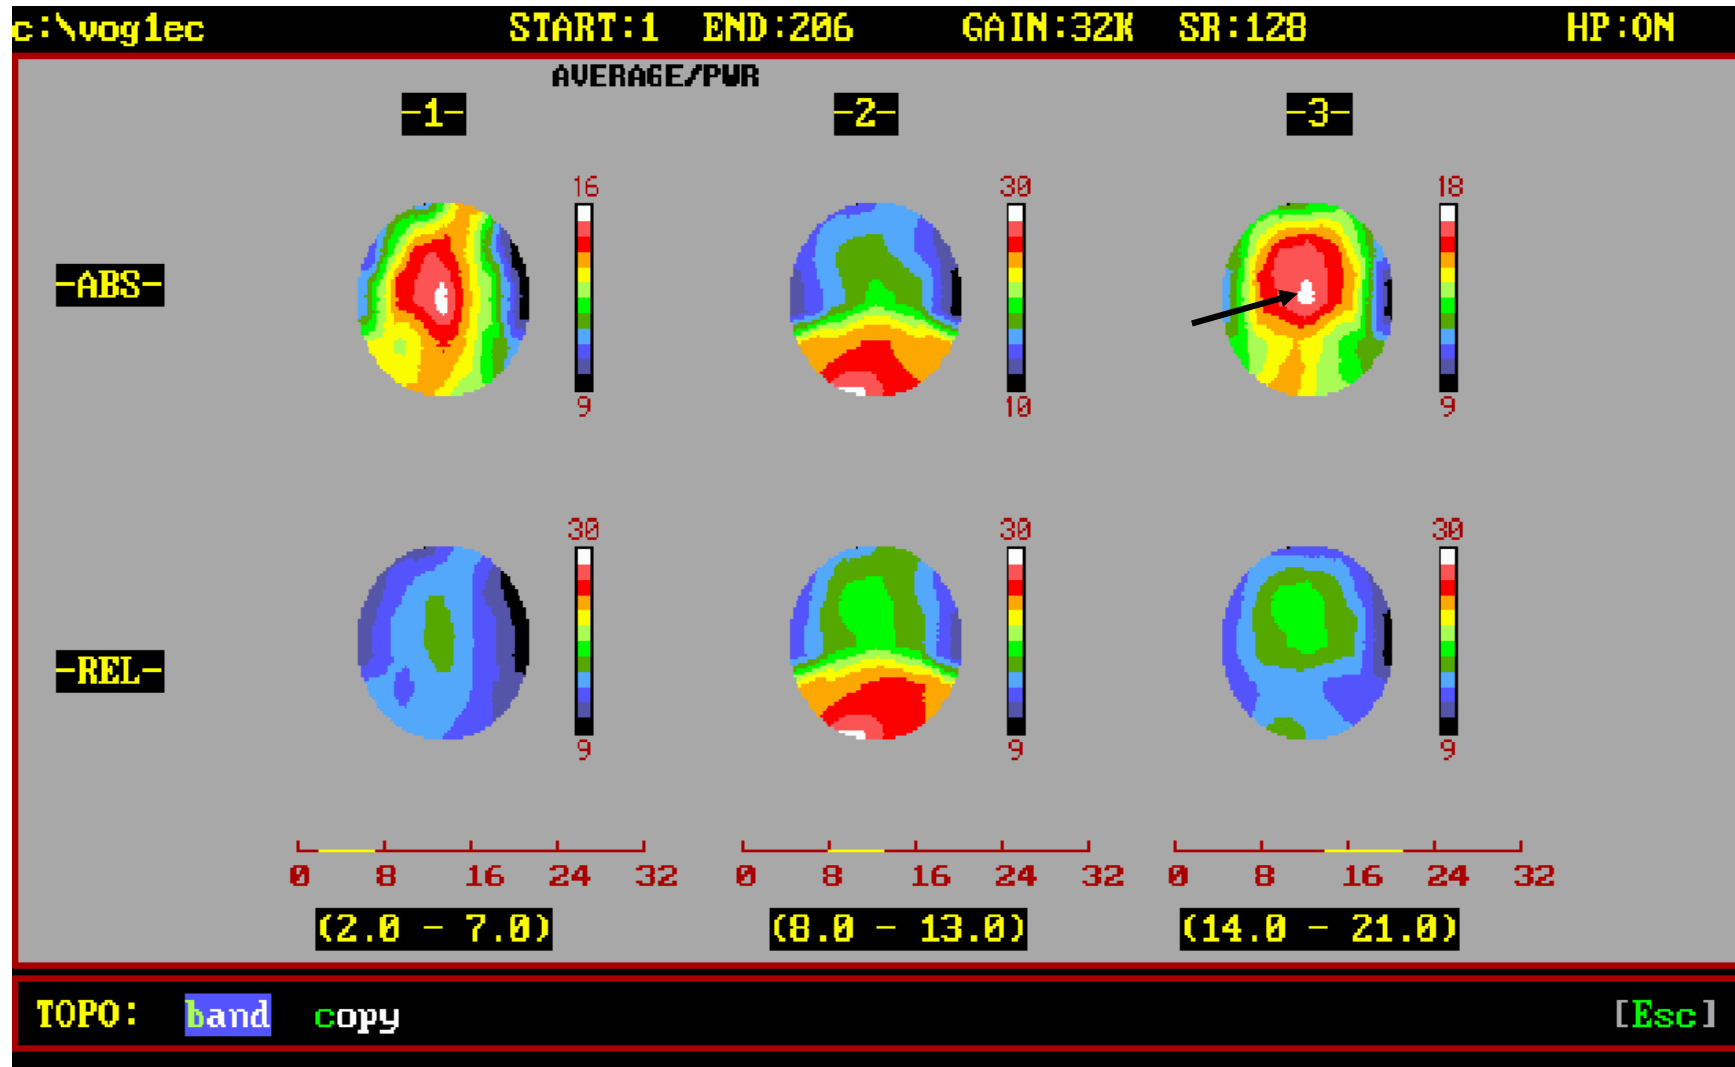 c:\vog1ec START:1 END:206 GAIN:32K SR:128 HP:ON
AVERAGE/PWR
-1- -2- -3-
16 30 18
-ABS-
9 10 9
30 30 30
-REL-
9 9 9
0 8 16 24 32 0 8 16 24 32 0 8 16 24 32
(2.0 - 7.0) (8.0 - 13.0) (14.0 - 21.0)
TOPO: band copy [Esc]